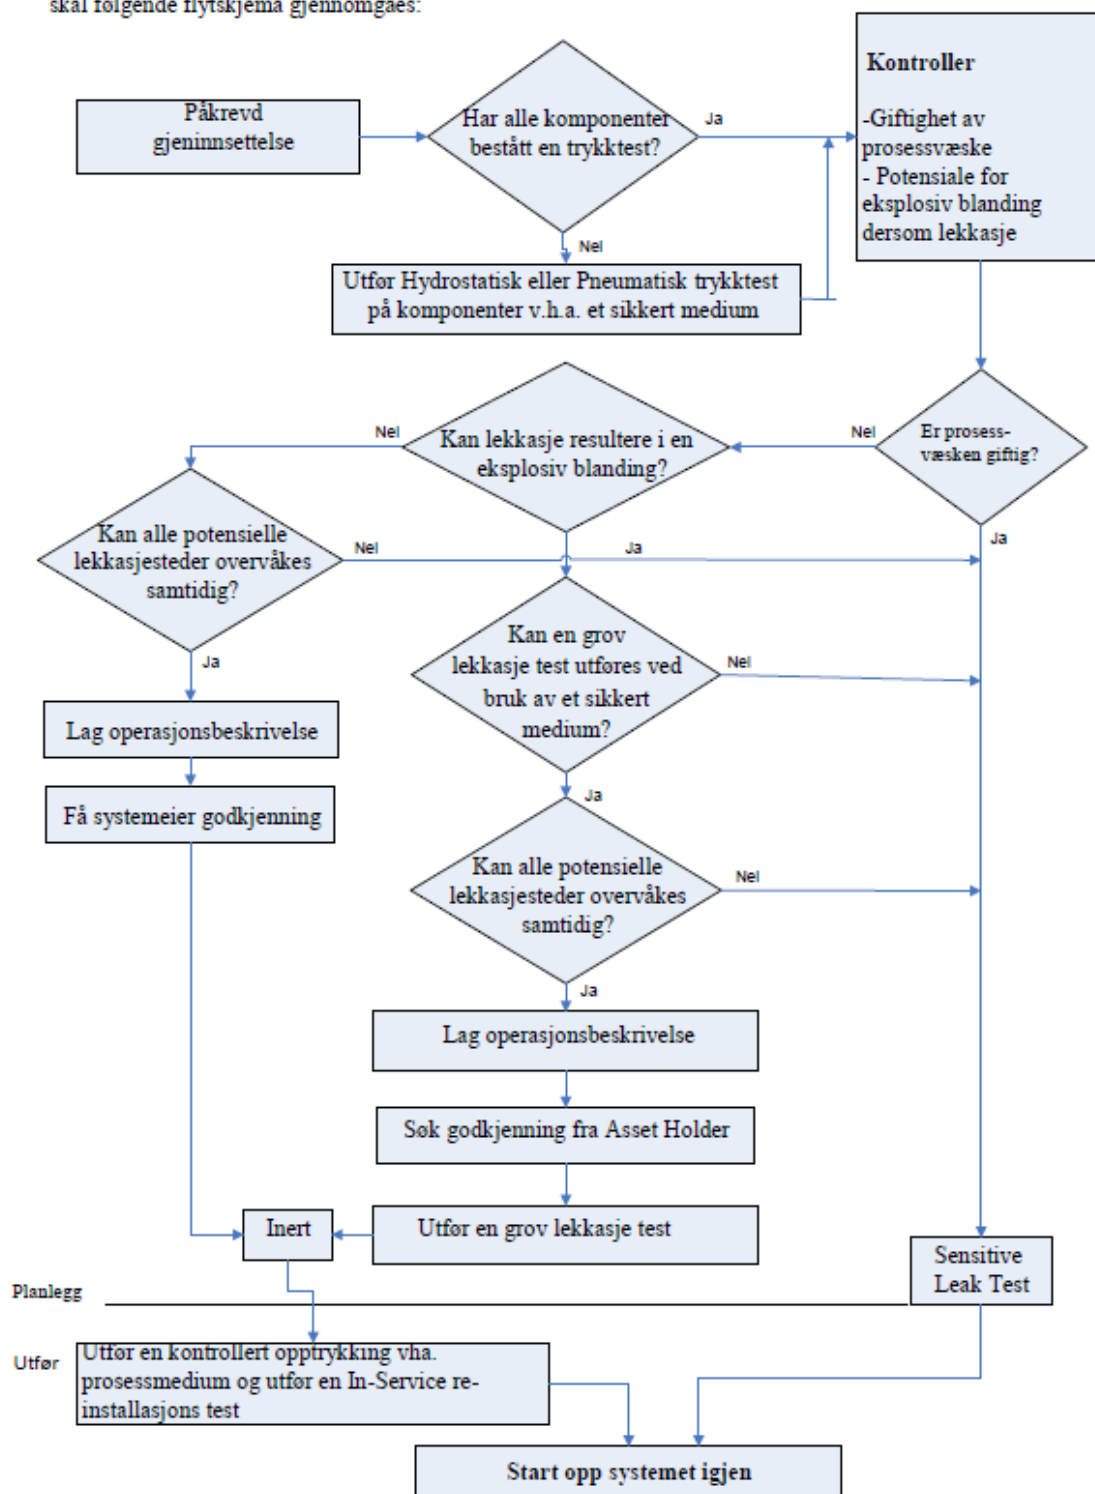 skal følgende flytskjema gjennomgåes:
Påkrevd
gjeninnsettelse
Har alle komponenter
bestått en trykktest?
Ja
Kontroller
-Giftighet av
prosessvæske
- Potensiale for
eksplosiv blanding
dersom lekkasje
Nei
Utfør Hydrostatisk eller Pneumatisk trykktest
på komponenter v.h.a. et sikkert medium
Er prosess-
væsken giftig?
Nei
Ja
Kan lekkasje resultere i en
eksplosiv blanding?
Nei
Ja
Kan alle potensielle
lekkasjesteder overvåkes
samtidig?
Nei
Ja
Lag operasjonsbeskrivelse
Få systemeier godkjenning
Kan en grov
lekkasje test utføres ved
bruk av et sikkert
medium?
Nei
Ja
Kan alle potensielle
lekkasjesteder overvåkes
samtidig?
Nei
Ja
Lag operasjonsbeskrivelse
Søk godkjenning fra Asset Holder
Utfør en grov lekkasje test
Inert
Sensitive
Leak Test
Planlegg
Utfør
Utfør en kontrollert opptrykking vha.
prosessmedium og utfør en In-Service re-
installasjons test
Start opp systemet igjen